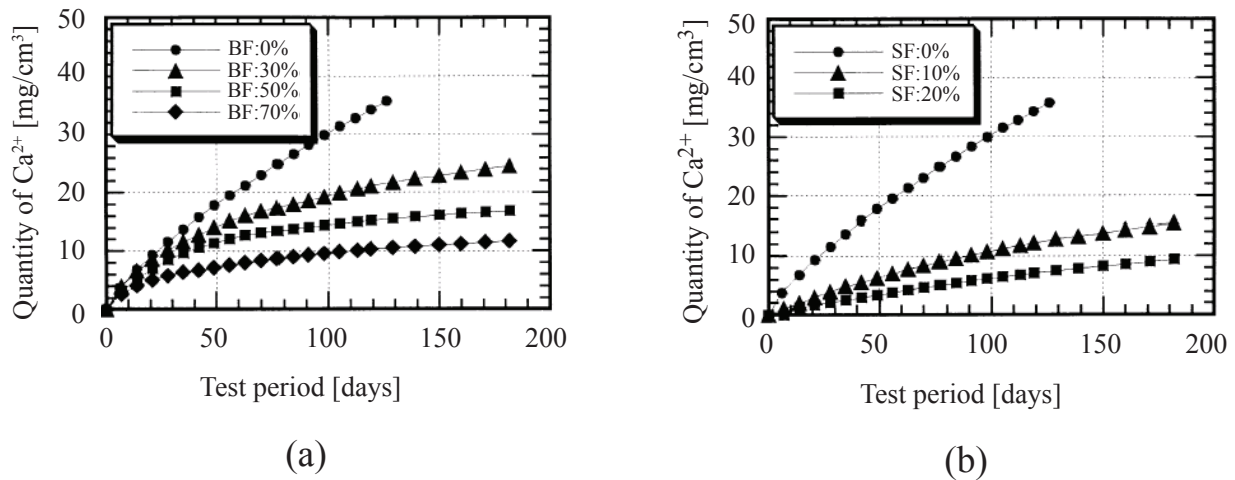 50
40
30
20
10
0
Quantity of Ca²⁺ [mg/cm³]
BF:0%
BF:30%
BF:50%
BF:70%
0 50 100 150 200
Test period [days]
(a)
50
40
30
20
10
0
Quantity of Ca²⁺ [mg/cm³]
SF:0%
SF:10%
SF:20%
0 50 100 150 200
Test period [days]
(b)